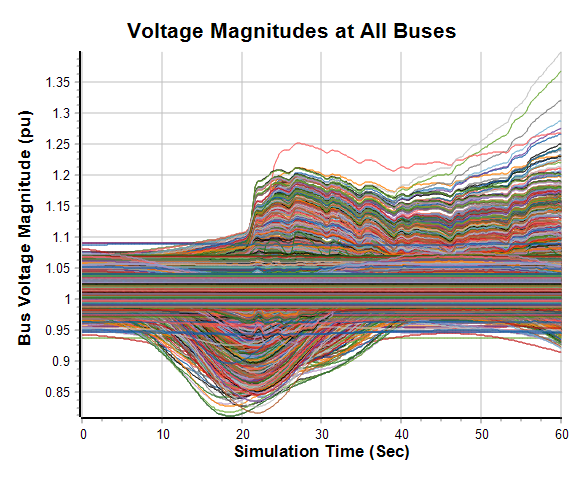 Voltage Magnitudes at All Buses
Bus Voltage Magnitude (pu)
1.35
1.3
1.25
1.2
1.15
1.1
1.05
1
0.95
0.9
0.85
0 10 20 30 40 50 60
Simulation Time (Sec)